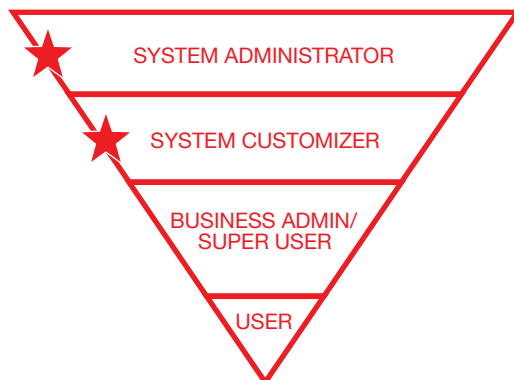 SYSTEM ADMINISTRATOR
SYSTEM CUSTOMIZER
BUSINESS ADMIN/
SUPER USER
USER